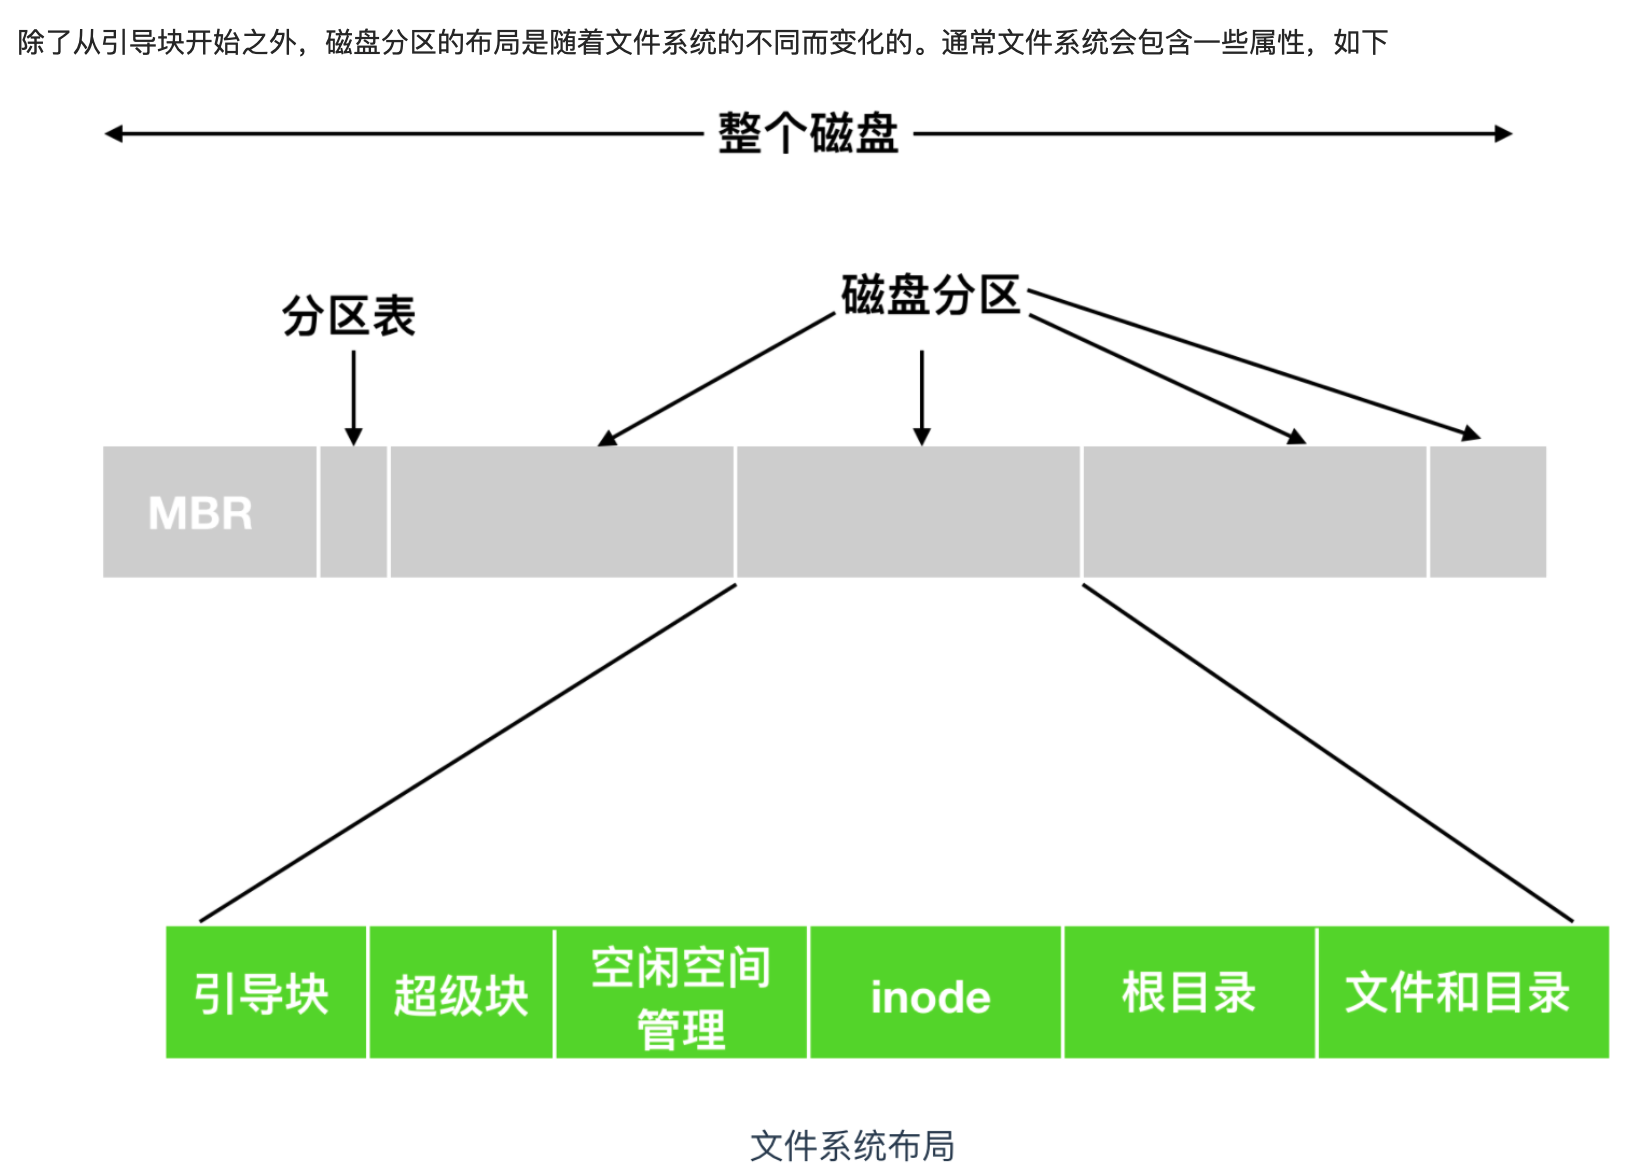 除了从引导块开始之外，磁盘分区的布局是随着文件系统的不同而变化的。通常文件系统会包含一些属性，如下
整个磁盘
分区表
磁盘分区
MBR
引导块
超级块
空闲空间
管理
inode
根目录
文件和目录
文件系统布局